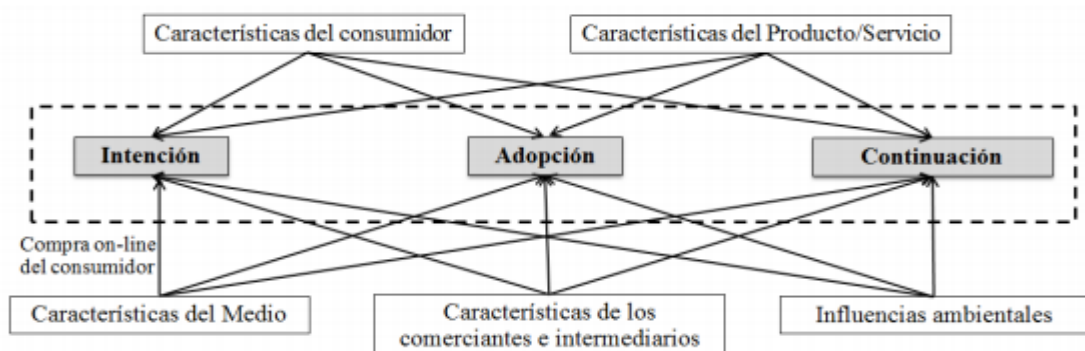 Características del consumidor
Características del Producto/Servicio
Intención
Adopción
Continuación
Compra on-line
del consumidor
Características del Medio
Características de los
comerciantes e intermediarios
Influencias ambientales